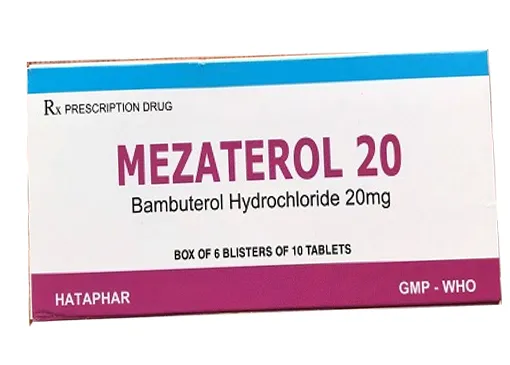 Rx PRESCRIPTION DRUG
MEZATEROL 20
Bambuterol Hydrochloride 20mg
BOX OF 6 BLISTERS OF 10 TABLETS
HATAPHAR GMP - WHO